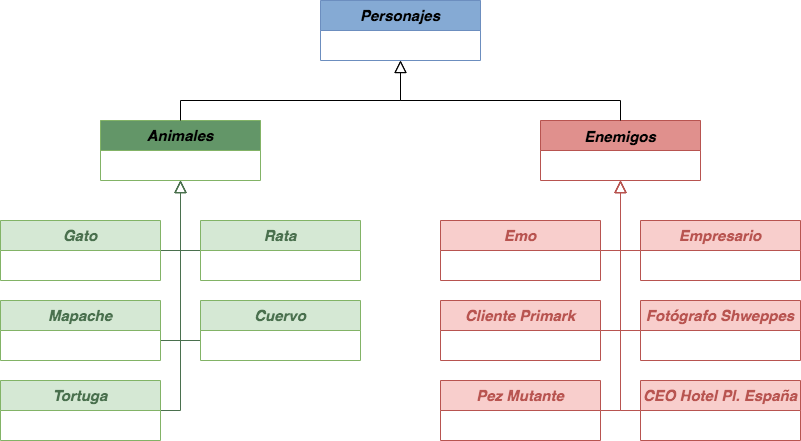 Personajes
Animales
Enemigos
Gato
Rata
Emo
Empresario
Mapache
Cuervo
Cliente Primark
Fotógrafo Shweppes
Tortuga
Pez Mutante
CEO Hotel Pl. España